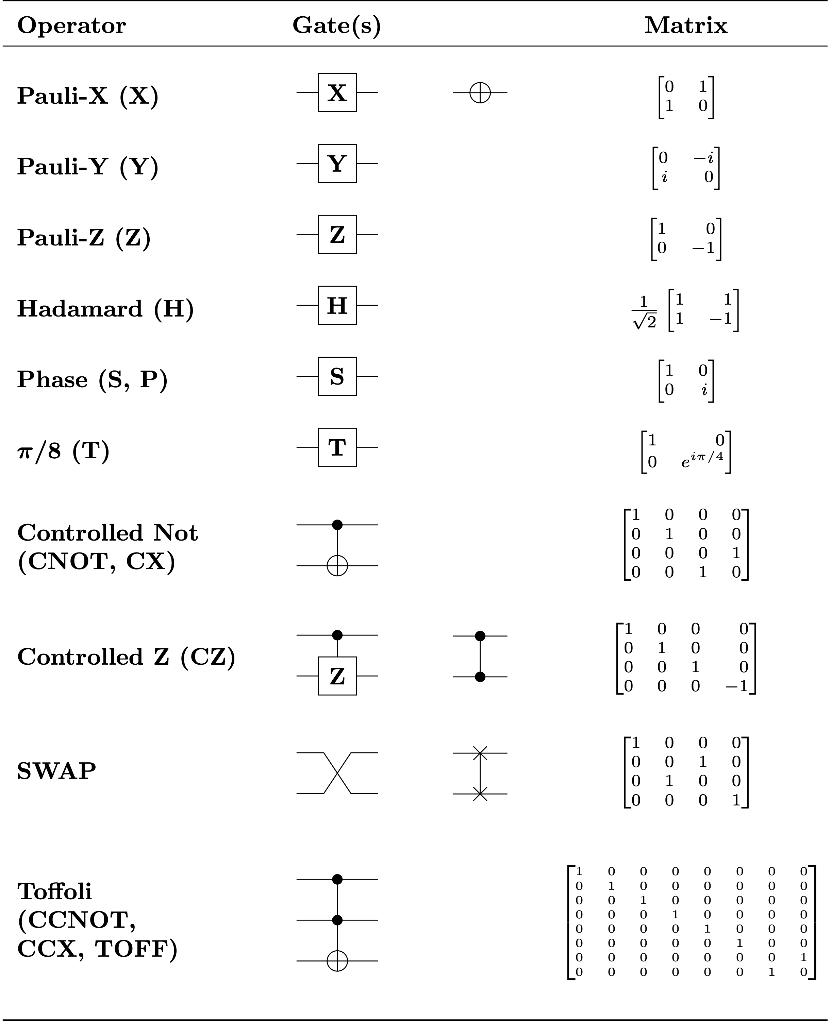 Operator Gate(s) Matrix
Pauli-X (X) X [0 1
1 0]
Pauli-Y (Y) Y [0 −i
i 0]
Pauli-Z (Z) Z [1 0
0 −1]
Hadamard (H) H 1/√2 [1 1
1 −1]
Phase (S, P) S [1 0
0 i]
π/8 (T) T [1 0
0 e^{iπ/4}]
Controlled Not
(CNOT, CX)
[1 0 0 0
0 1 0 0
0 0 0 1
0 0 1 0]
Controlled Z (CZ) Z
[1 0 0 0
0 1 0 0
0 0 1 0
0 0 0 −1]
SWAP
[1 0 0 0
0 0 1 0
0 1 0 0
0 0 0 1]
Toffoli
(CCNOT,
CCX, TOFF)
[1 0 0 0 0 0 0 0
0 1 0 0 0 0 0 0
0 0 1 0 0 0 0 0
0 0 0 1 0 0 0 0
0 0 0 0 1 0 0 0
0 0 0 0 0 1 0 0
0 0 0 0 0 0 0 1
0 0 0 0 0 0 1 0]